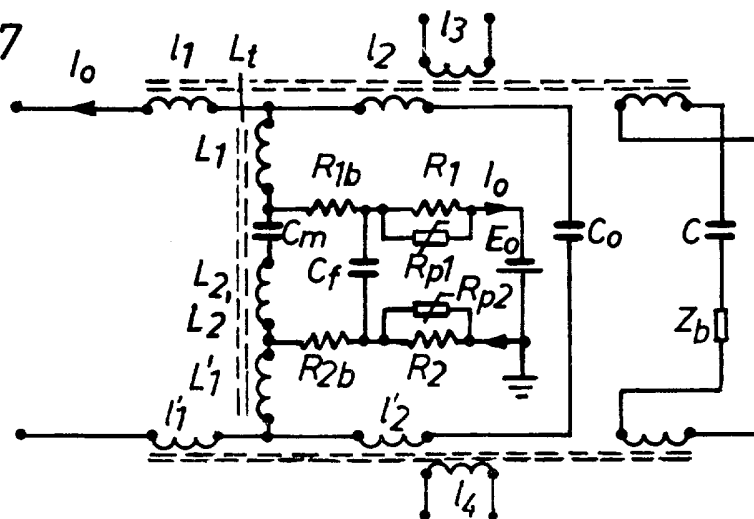 7
I₀
l₁
Lt
l₂
l₃
L₁
R₁b
R₁
I₀
Cm
Cf
Rp1
E₀
C₀
C
L₂,
L₂
Rp2
Zb
R₂b
R₂
L'₁
l'₁
l'₂
l₄